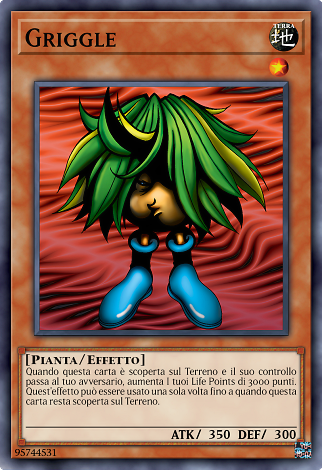 Griggle
TERRA
地
[Pianta/Effetto]
Quando questa carta è scoperta sul Terreno e il suo controllo
passa al tuo avversario, aumenta I tuoi Life Points di 3000 punti.
Quest'effetto può essere usato una sola volta fino a quando questa
carta resta scoperta sul Terreno.
ATK/ 350 DEF/ 300
95744531